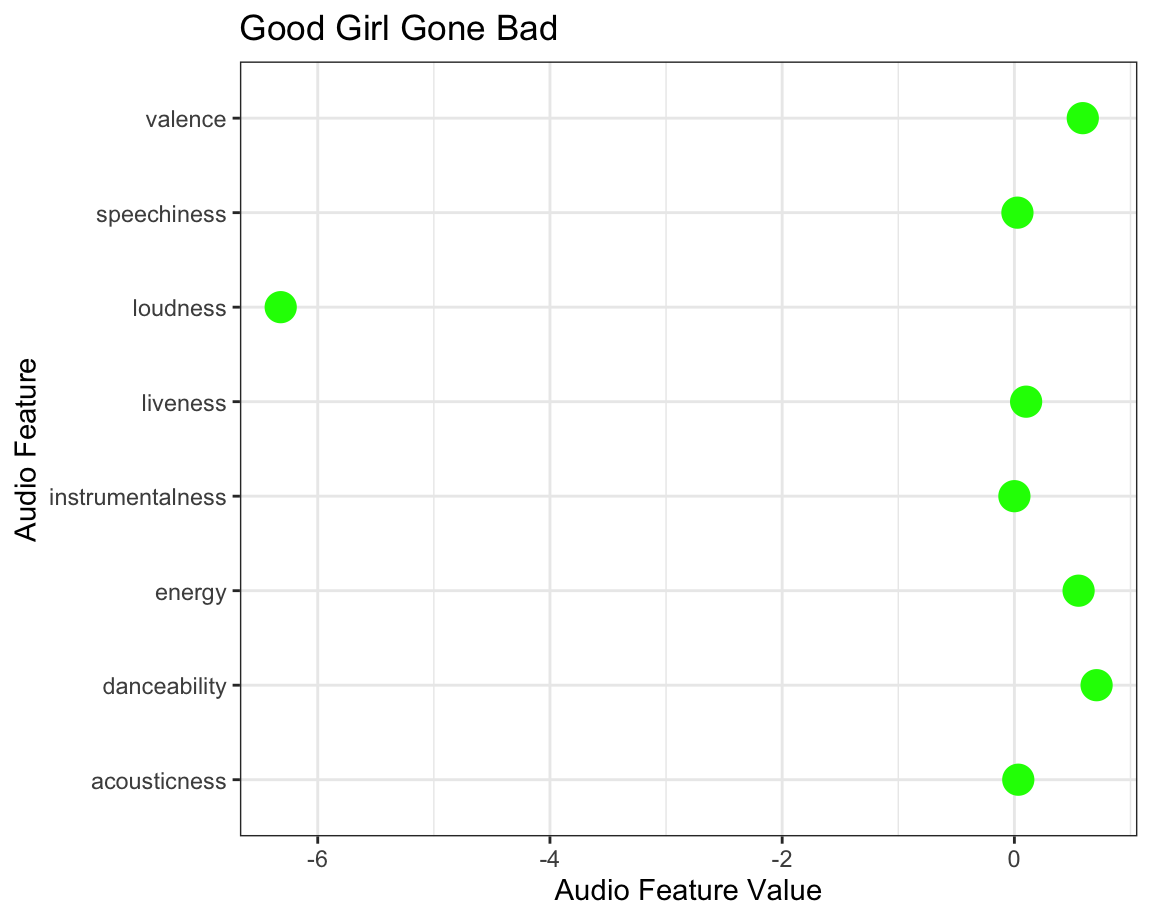 Good Girl Gone Bad
valence
speechiness
loudness
liveness
instrumentalness
energy
danceability
acousticness
Audio Feature
-6 -4 -2 0
Audio Feature Value